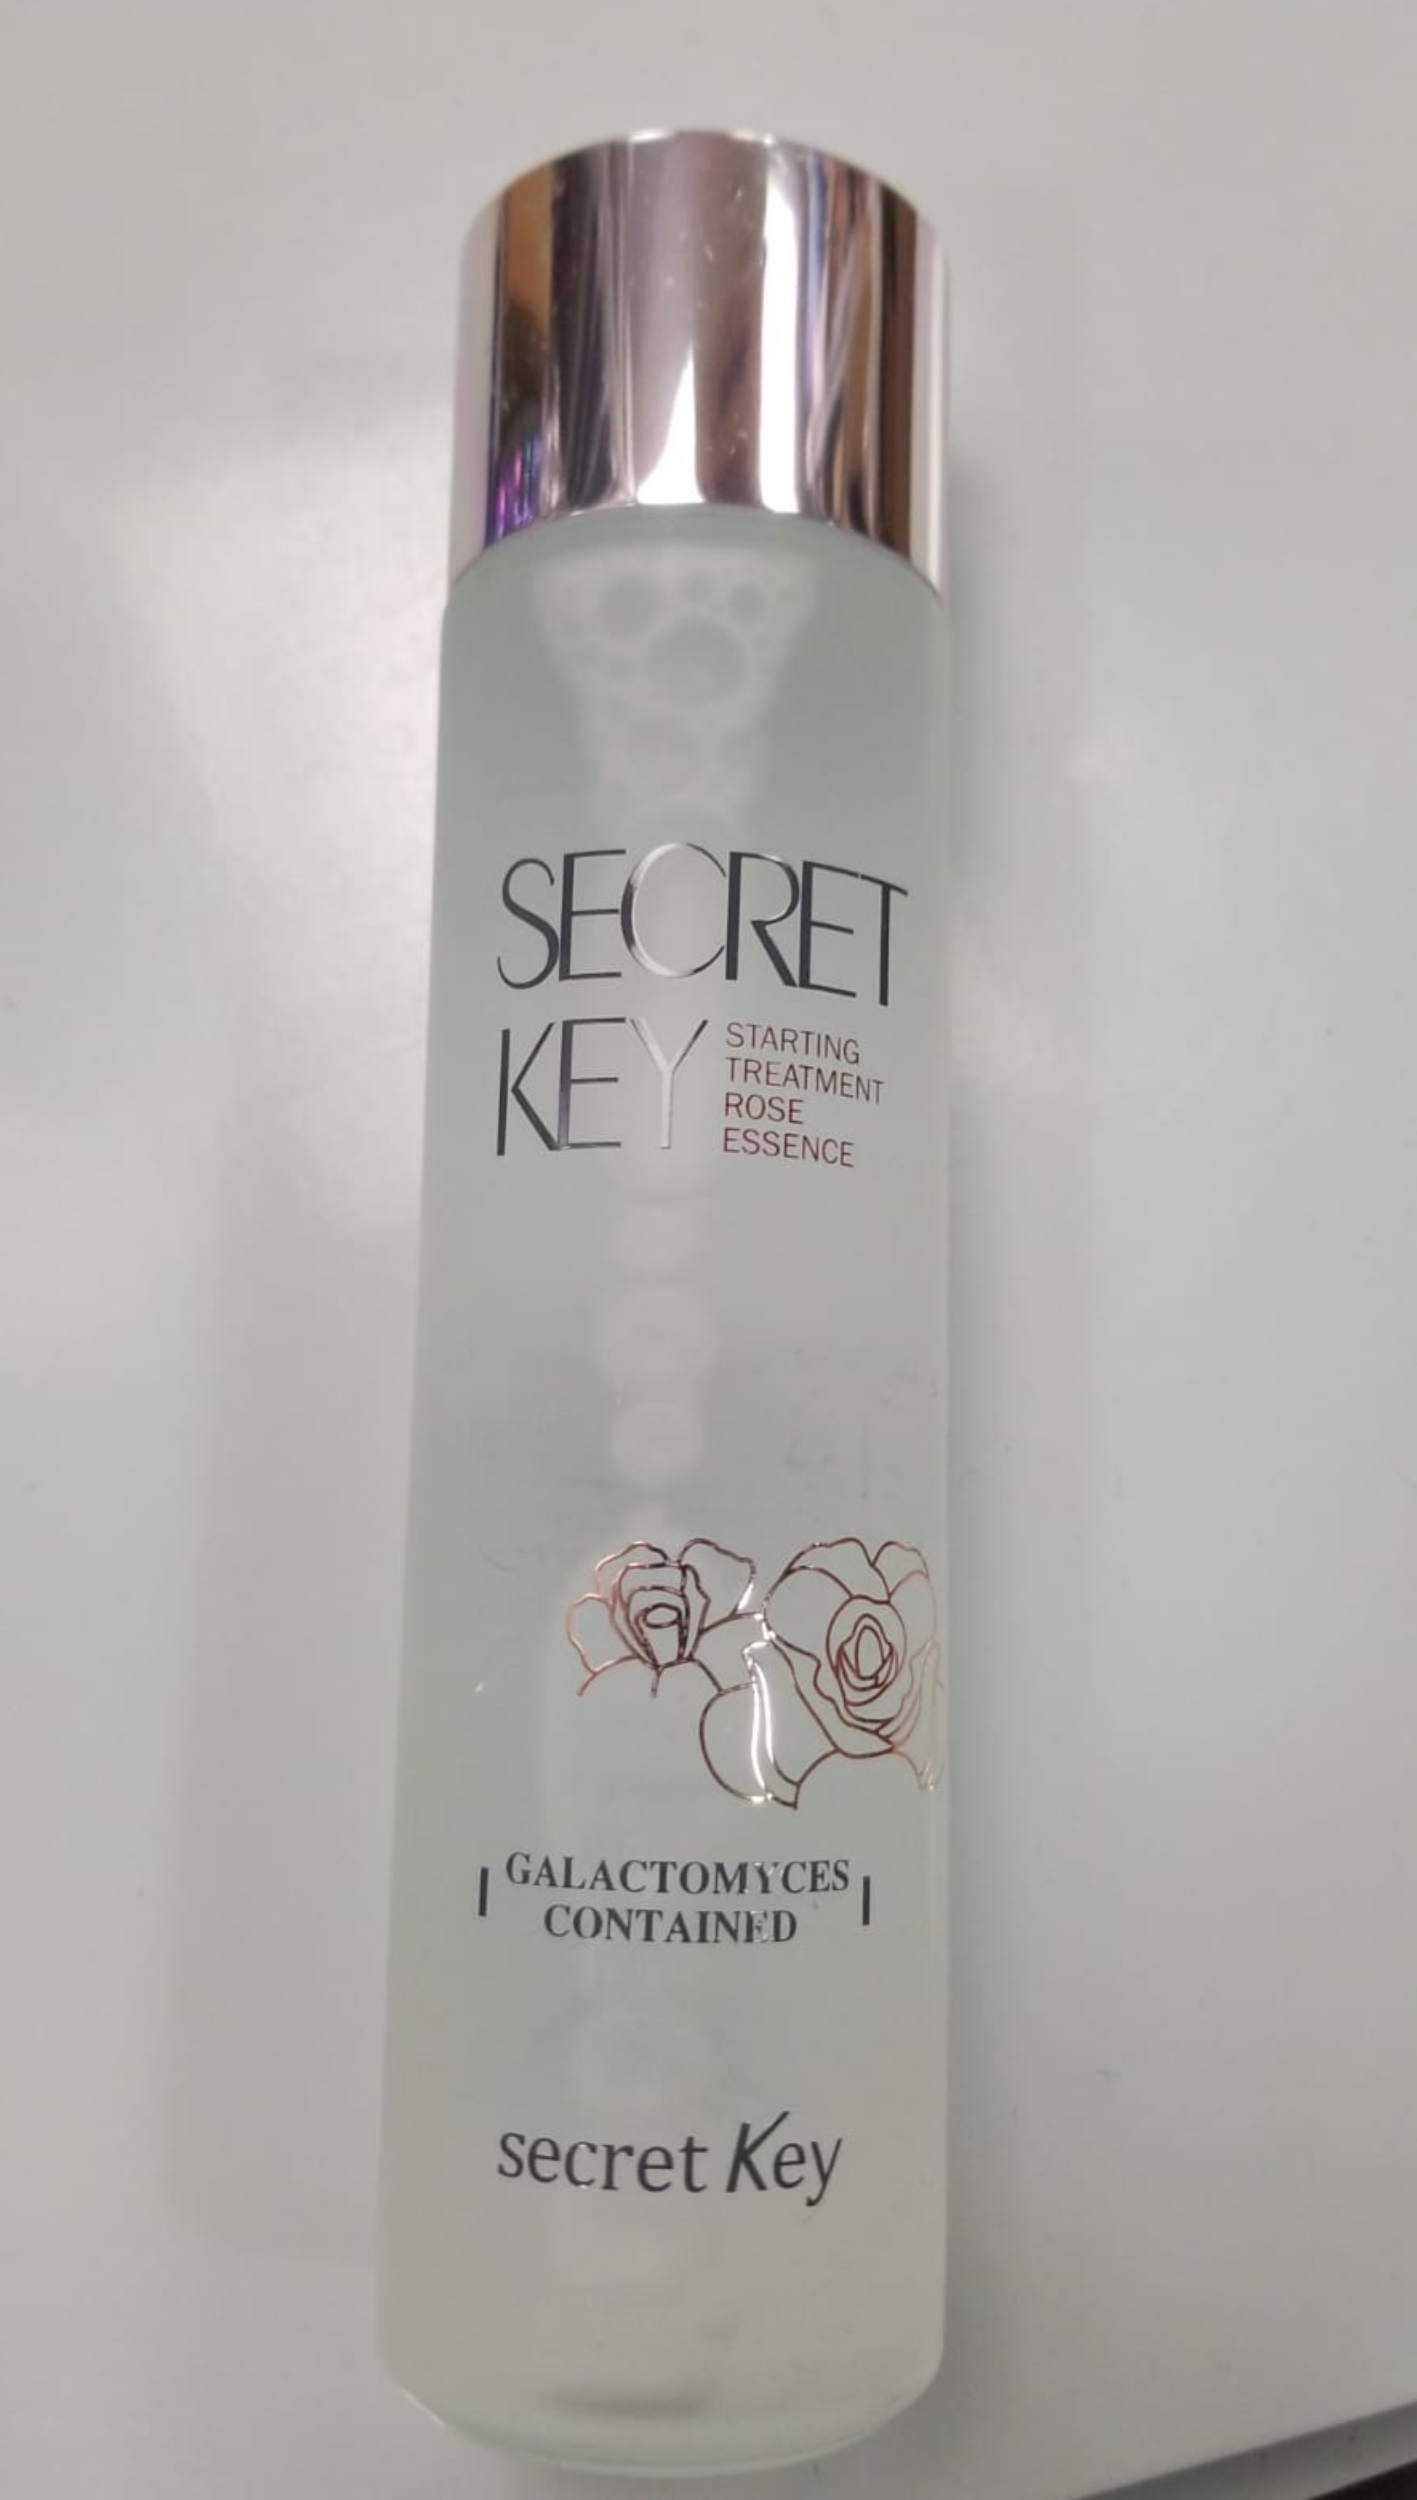 SECRET
KEY
STARTING
TREATMENT
ROSE
ESSENCE
GALACTOMYCES
CONTAINED
secret Key